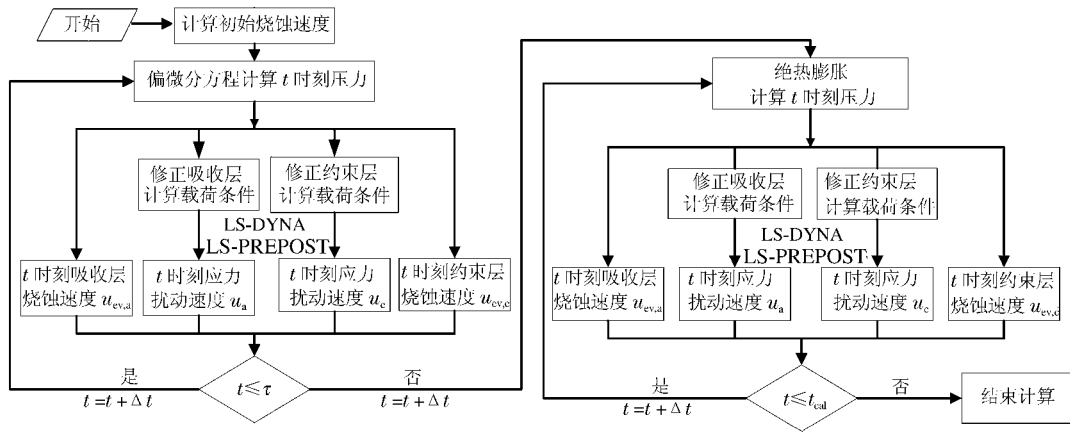 开始
计算初始烧蚀速度
偏微分方程计算 t 时刻压力
修正吸收层
计算载荷条件
修正约束层
计算载荷条件
LS-DYNA
LS-PREPOST
t 时刻吸收层
烧蚀速度 u_ev,a
t 时刻应力
扰动速度 u_a
t 时刻应力
扰动速度 u_c
t 时刻约束层
烧蚀速度 u_ev,c
t≤τ
是
t =t + Δ t
否
t =t + Δ t
绝热膨胀
计算 t 时刻压力
修正吸收层
计算载荷条件
修正约束层
计算载荷条件
LS-DYNA
LS-PREPOST
t 时刻吸收层
烧蚀速度 u_ev,a
t 时刻应力
扰动速度 u_a
t 时刻应力
扰动速度 u_c
t 时刻约束层
烧蚀速度 u_ev,c
t≤t_cal
是
t=t + Δ t
否
结束计算